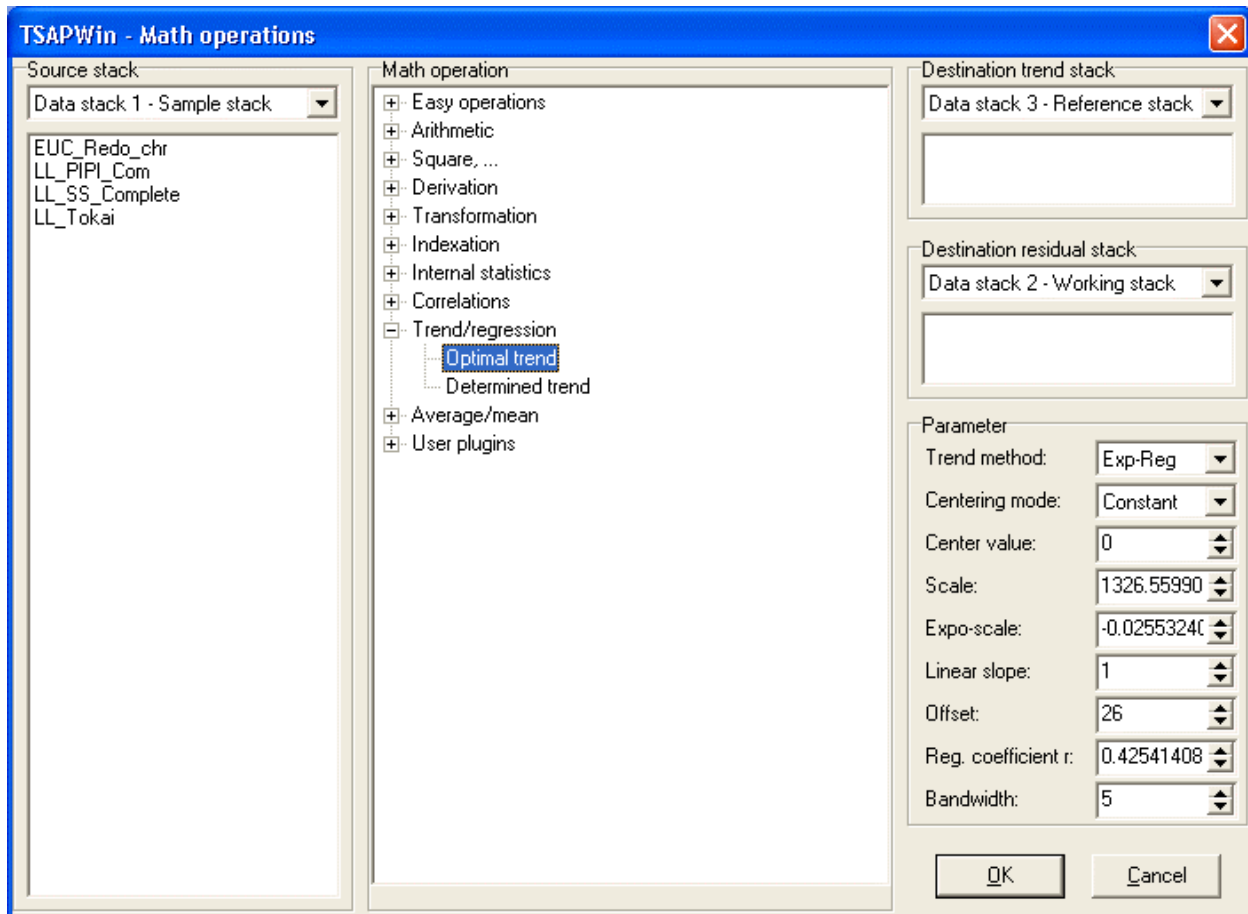 TSAPWin - Math operations
Source stack
Data stack 1 - Sample stack
EUC_Redo_chr
LL_PIPI_Com
LL_SS_Complete
LL_Tokai
Math operation
Easy operations
Arithmetic
Square, ...
Derivation
Transformation
Indexation
Internal statistics
Correlations
Trend/regression
Optimal trend
Determined trend
Average/mean
User plugins
Destination trend stack
Data stack 3 - Reference stack
Destination residual stack
Data stack 2 - Working stack
Parameter
Trend method: Exp-Reg
Centering mode: Constant
Center value: 0
Scale: 1326.55990
Expo-scale: -0.0255324(
Linear slope: 1
Offset: 26
Reg. coefficient r: 0.42541408
Bandwidth: 5
OK Cancel